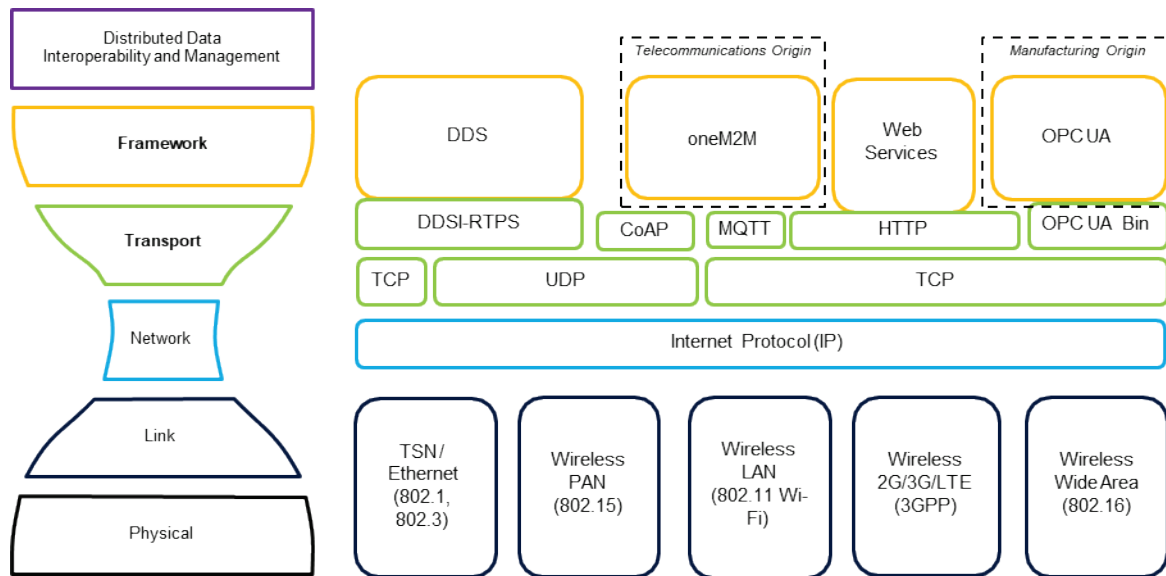 Distributed Data
Interoperability and Management
Framework
Transport
Network
Link
Physical
Telecommunications Origin
Manufacturing Origin
DDS
oneM2M
Web
Services
OPC UA
DDSI-RTPS
CoAP
MQTT
HTTP
OPC UA Bin
TCP
UDP
TCP
Internet Protocol (IP)
TSN /
Ethernet
(802.1,
802.3)
Wireless
PAN
(802.15)
Wireless
LAN
(802.11 Wi-
Fi)
Wireless
2G/3G/LTE
(3GPP)
Wireless
Wide Area
(802.16)